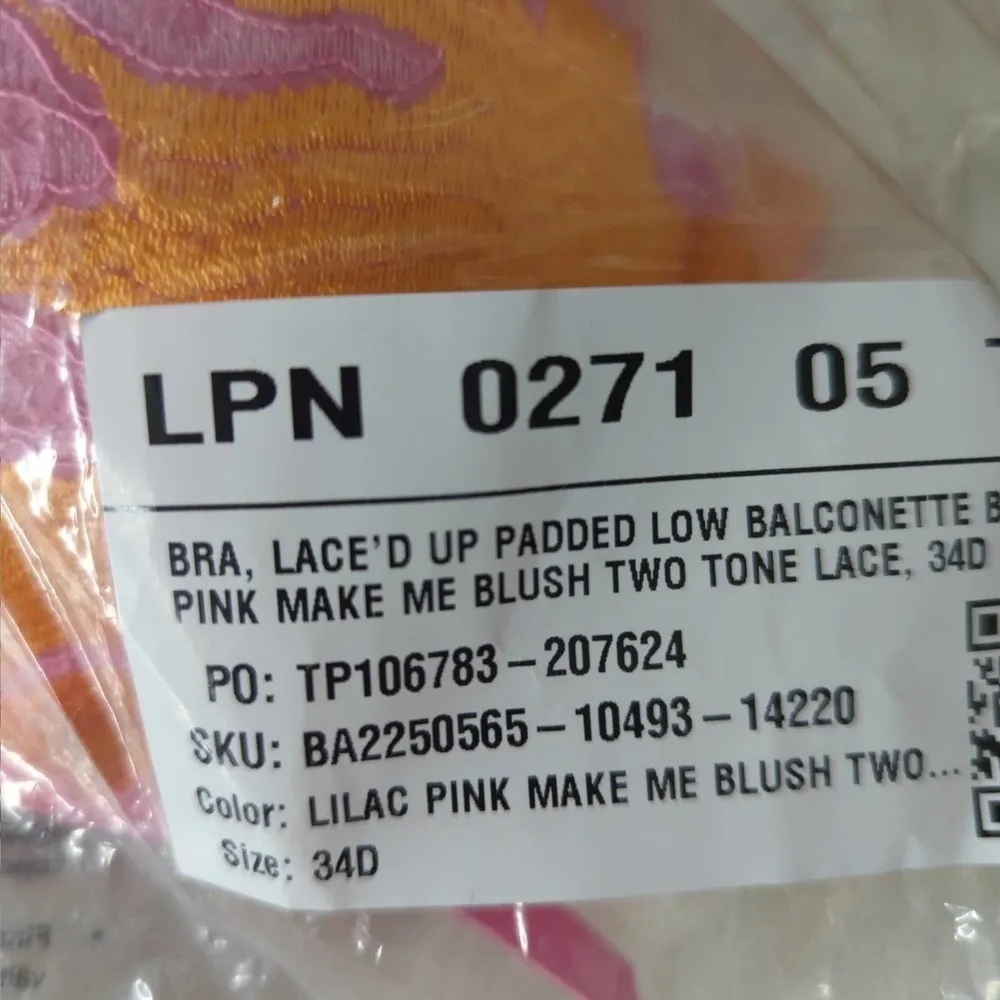 LPN 0271 05
BRA, LACE'D UP PADDED LOW BALCONETTE B
PINK MAKE ME BLUSH TWO TONE LACE, 34D
PO: TP106783-207624
SKU: BA2250565-10493-14220
Color: LILAC PINK MAKE ME BLUSH TWO...
Size: 34D